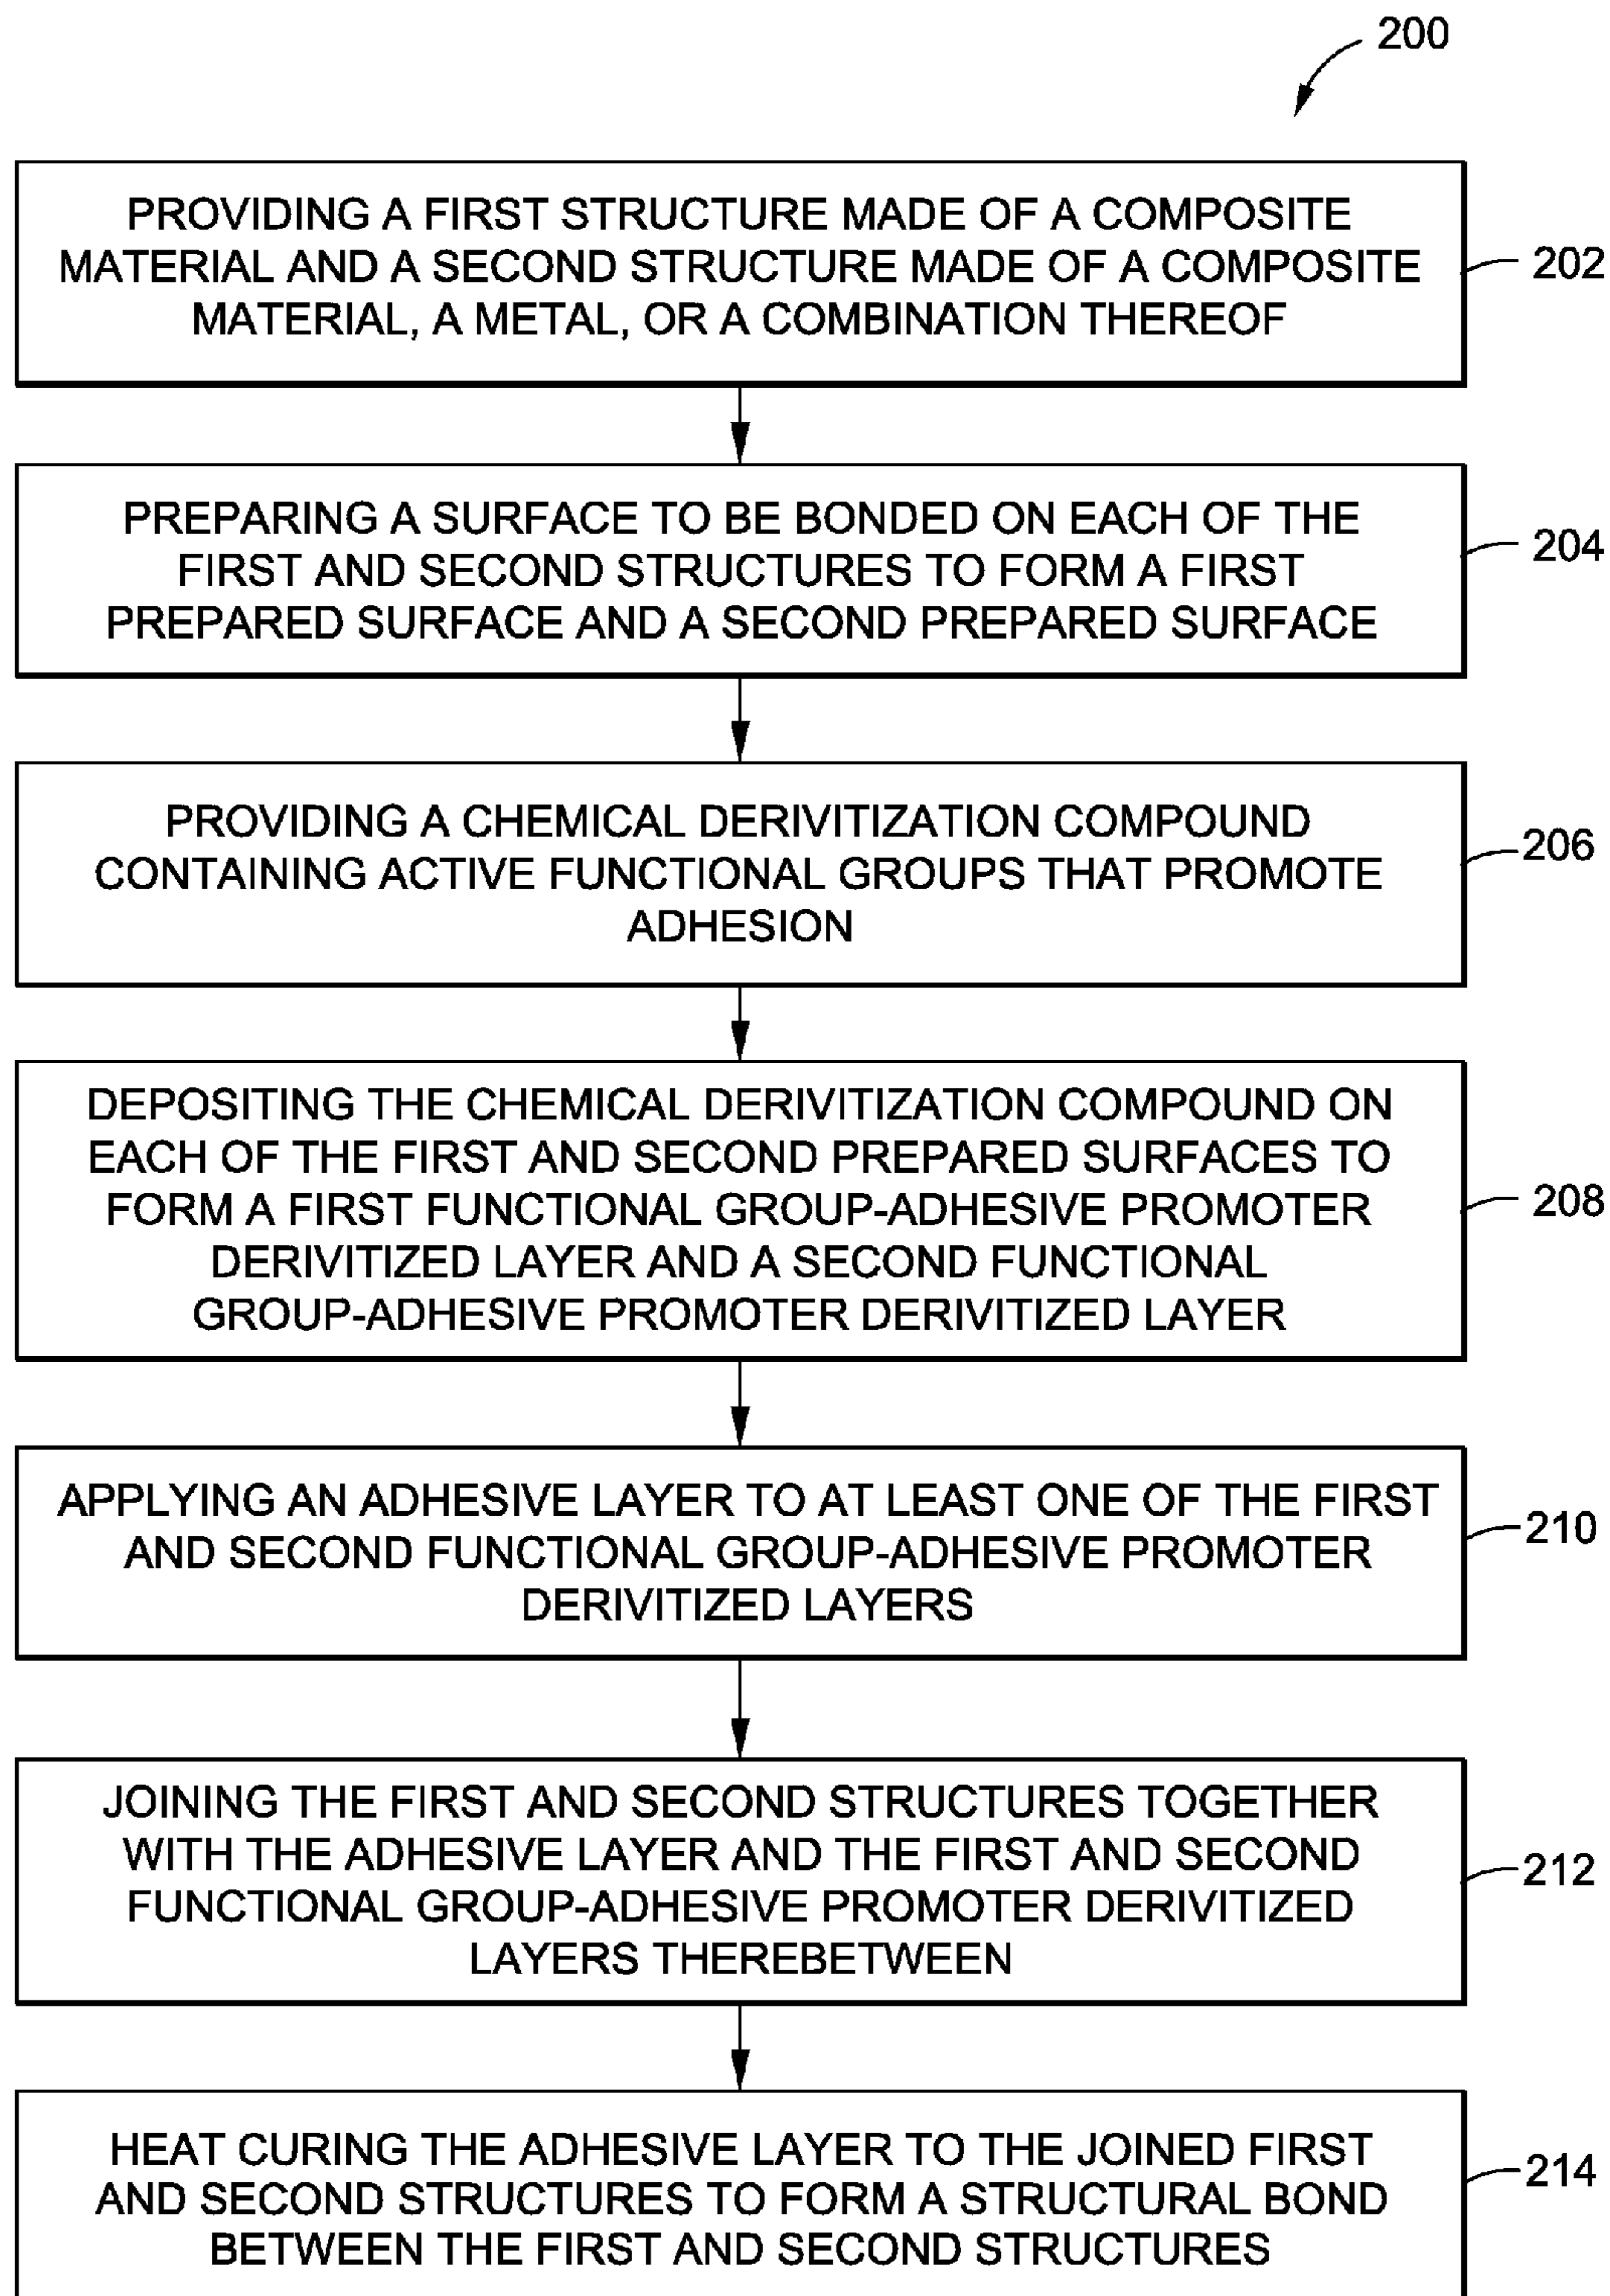 200
PROVIDING A FIRST STRUCTURE MADE OF A COMPOSITE
MATERIAL AND A SECOND STRUCTURE MADE OF A COMPOSITE
MATERIAL, A METAL, OR A COMBINATION THEREOF
202
PREPARING A SURFACE TO BE BONDED ON EACH OF THE
FIRST AND SECOND STRUCTURES TO FORM A FIRST
PREPARED SURFACE AND A SECOND PREPARED SURFACE
204
PROVIDING A CHEMICAL DERIVITIZATION COMPOUND
CONTAINING ACTIVE FUNCTIONAL GROUPS THAT PROMOTE
ADHESION
206
DEPOSITING THE CHEMICAL DERIVITIZATION COMPOUND ON
EACH OF THE FIRST AND SECOND PREPARED SURFACES TO
FORM A FIRST FUNCTIONAL GROUP-ADHESIVE PROMOTER
DERIVITIZED LAYER AND A SECOND FUNCTIONAL
GROUP-ADHESIVE PROMOTER DERIVITIZED LAYER
208
APPLYING AN ADHESIVE LAYER TO AT LEAST ONE OF THE FIRST
AND SECOND FUNCTIONAL GROUP-ADHESIVE PROMOTER
DERIVITIZED LAYERS
210
JOINING THE FIRST AND SECOND STRUCTURES TOGETHER
WITH THE ADHESIVE LAYER AND THE FIRST AND SECOND
FUNCTIONAL GROUP-ADHESIVE PROMOTER DERIVITIZED
LAYERS THEREBETWEEN
212
HEAT CURING THE ADHESIVE LAYER TO THE JOINED FIRST
AND SECOND STRUCTURES TO FORM A STRUCTURAL BOND
BETWEEN THE FIRST AND SECOND STRUCTURES
214